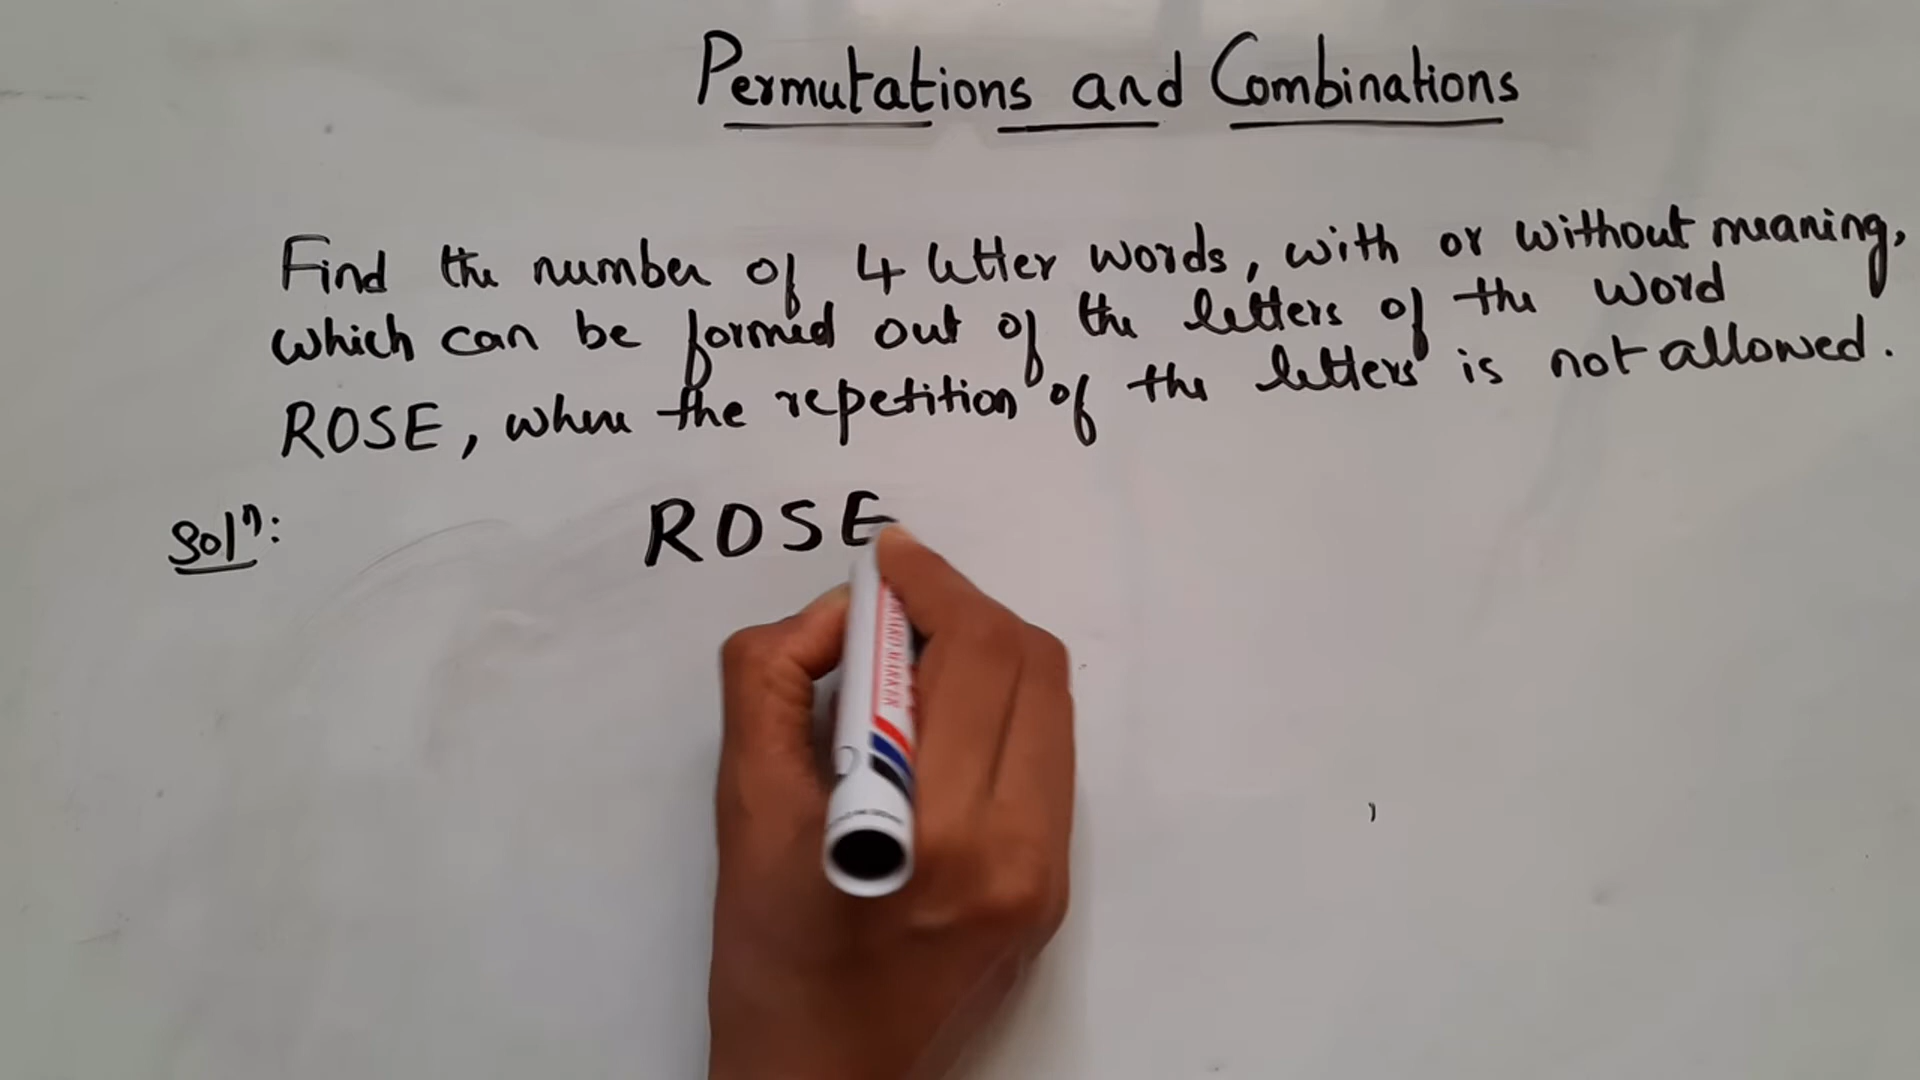 Permutations and Combinations
Find the number of 4 letter words, with or without meaning,
which can be formed out of the letters of the word
ROSE, where the repetition of the letters is not allowed.
Solⁿ:
ROSE